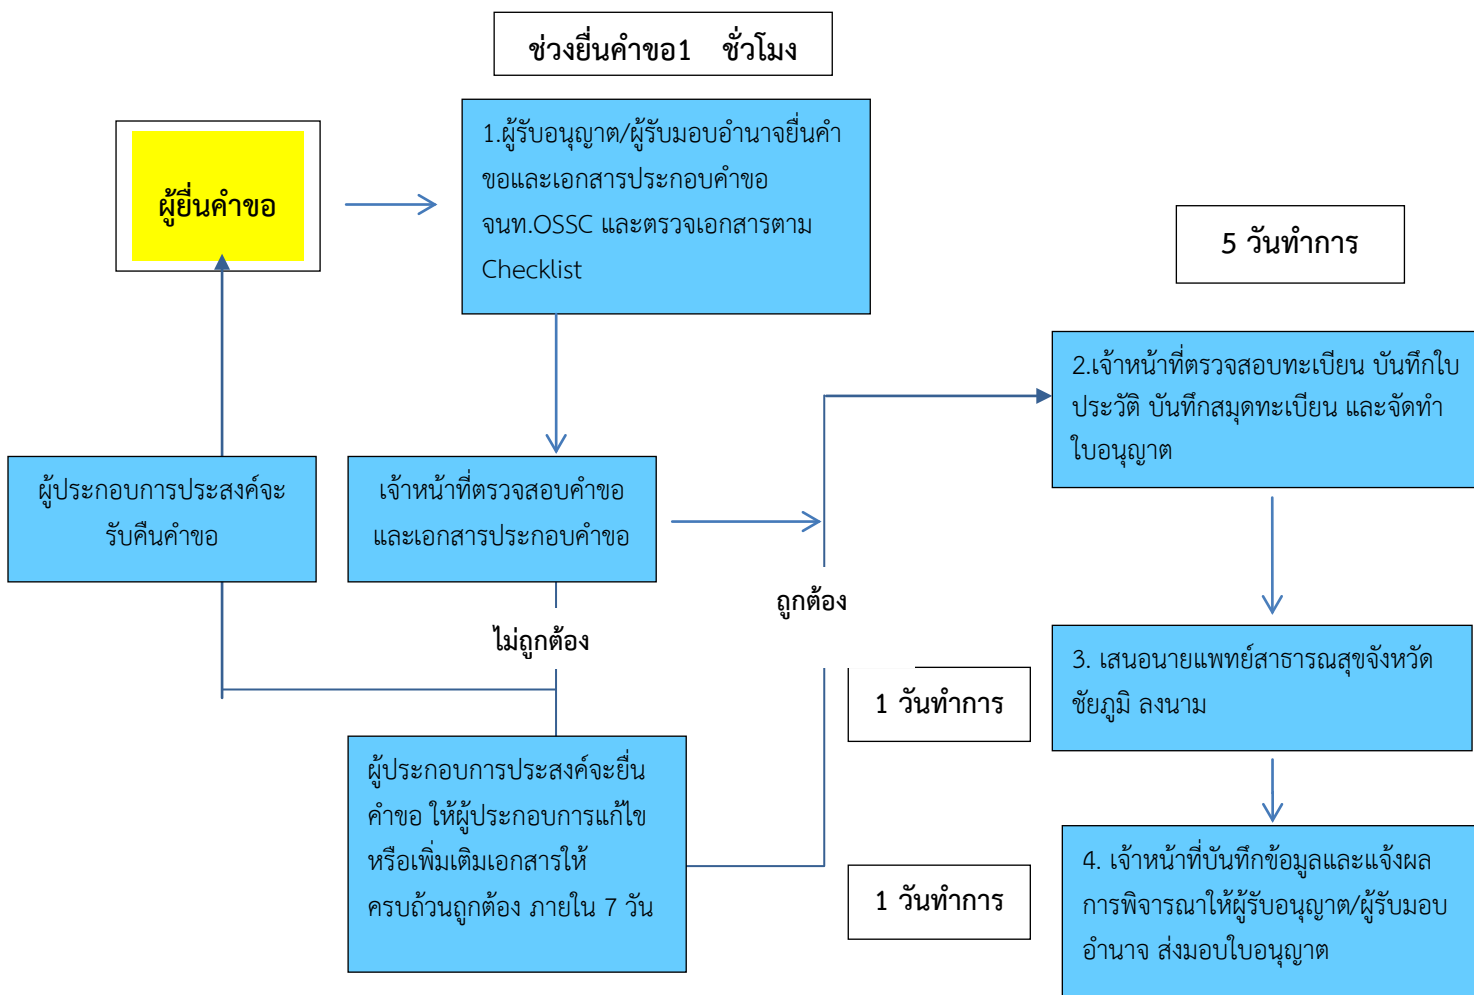 ช่วงยื่นคำขอ1 ชั่วโมง
ผู้ยื่นคำขอ
1.ผู้รับอนุญาต/ผู้รับมอบอำนาจยื่นคำ
ขอและเอกสารประกอบคำขอ
จนท.OSSC และตรวจเอกสารตาม
Checklist
5 วันทำการ
2.เจ้าหน้าที่ตรวจสอบทะเบียน บันทึกใบ
ประวัติ บันทึกสมุดทะเบียน และจัดทำ
ใบอนุญาต
ผู้ประกอบการประสงค์จะ
รับคืนคำขอ
เจ้าหน้าที่ตรวจสอบคำขอ
และเอกสารประกอบคำขอ
ถูกต้อง
ไม่ถูกต้อง
1 วันทำการ
3. เสนอนายแพทย์สาธารณสุขจังหวัด
ชัยภูมิ ลงนาม
ผู้ประกอบการประสงค์จะยื่น
คำขอ ให้ผู้ประกอบการแก้ไข
หรือเพิ่มเติมเอกสารให้
ครบถ้วนถูกต้อง ภายใน 7 วัน
1 วันทำการ
4. เจ้าหน้าที่บันทึกข้อมูลและแจ้งผล
การพิจารณาให้ผู้รับอนุญาต/ผู้รับมอบ
อำนาจ ส่งมอบใบอนุญาต